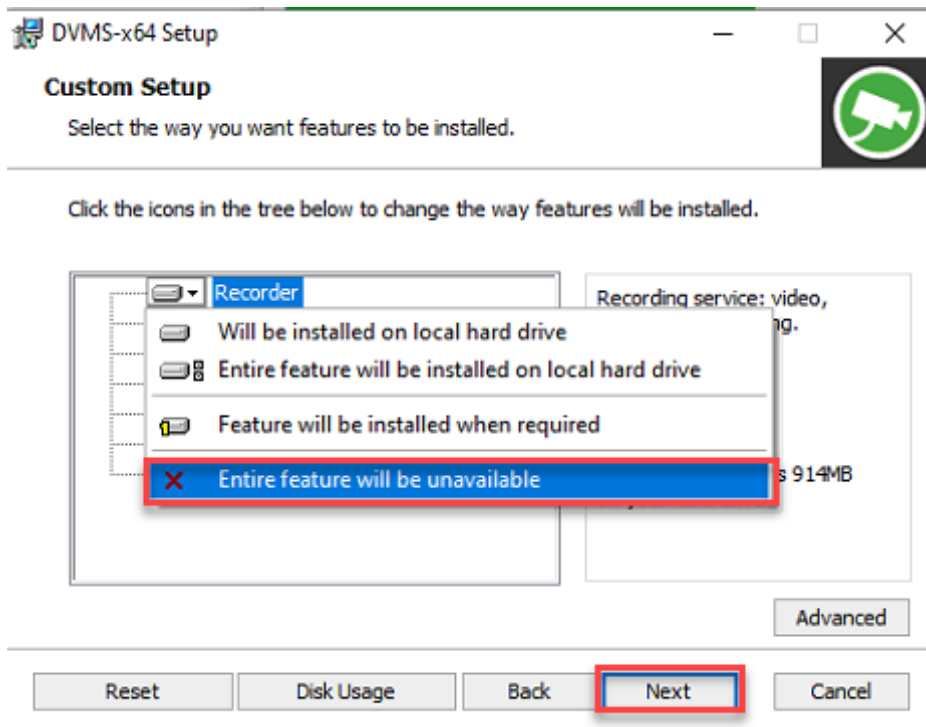 DVMS-x64 Setup
Custom Setup
Select the way you want features to be installed.
Click the icons in the tree below to change the way features will be installed.
Recorder
Recording service: video,
Will be installed on local hard drive
Entire feature will be installed on local hard drive
Feature will be installed when required
Entire feature will be unavailable
914MB
Advanced
Reset
Disk Usage
Back
Next
Cancel